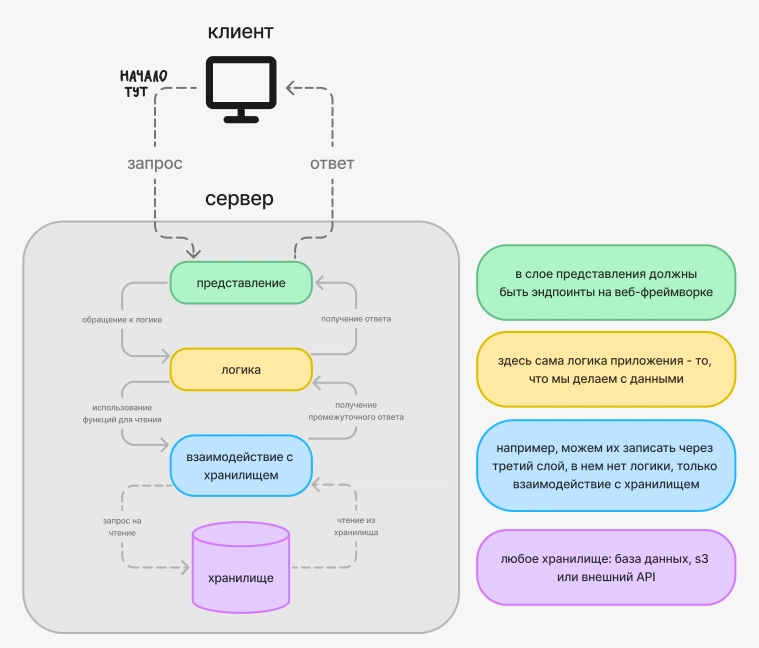 клиент
НАЧАЛО
ТУТ
запрос
ответ
сервер
представление
обращение к логике
получение ответа
логика
использование
функций для чтения
получение
промежуточного ответа
взаимодействие с
хранилищем
запрос на
чтение
чтение из
хранилища
хранилище
в слое представления должны
быть эндпоинты на веб-фреймворке
здесь сама логика приложения - то,
что мы делаем с данными
например, можем их записать через
третий слой, в нем нет логики, только
взаимодействие с хранилищем
любое хранилище: база данных, s3
или внешний API